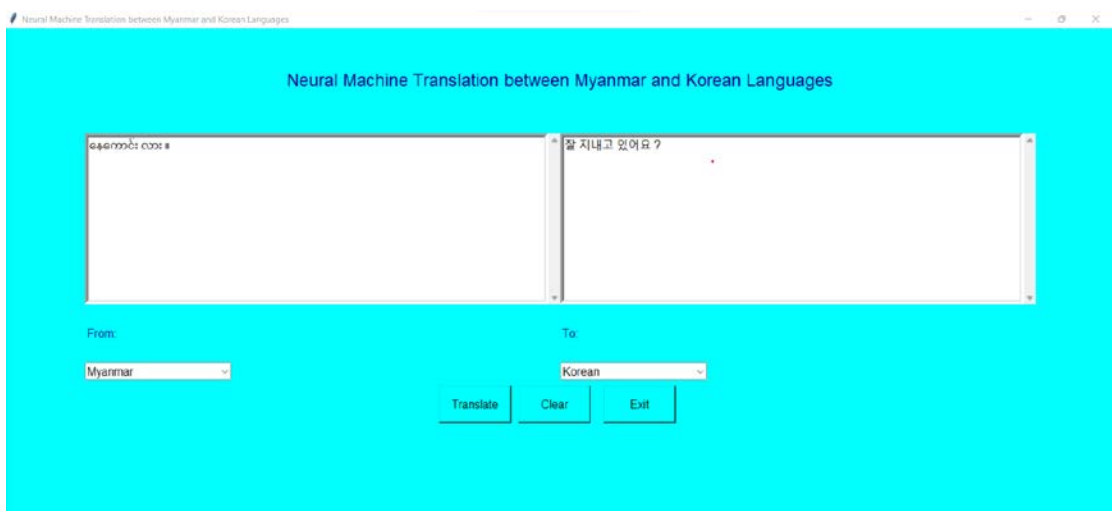 Neural Machine Translation between Myanmar and Korean Languages
Neural Machine Translation between Myanmar and Korean Languages
နေကောင်း လား ။
잘 지내고 있어요 ?
From:
To:
Myanmar
Korean
Translate
Clear
Exit